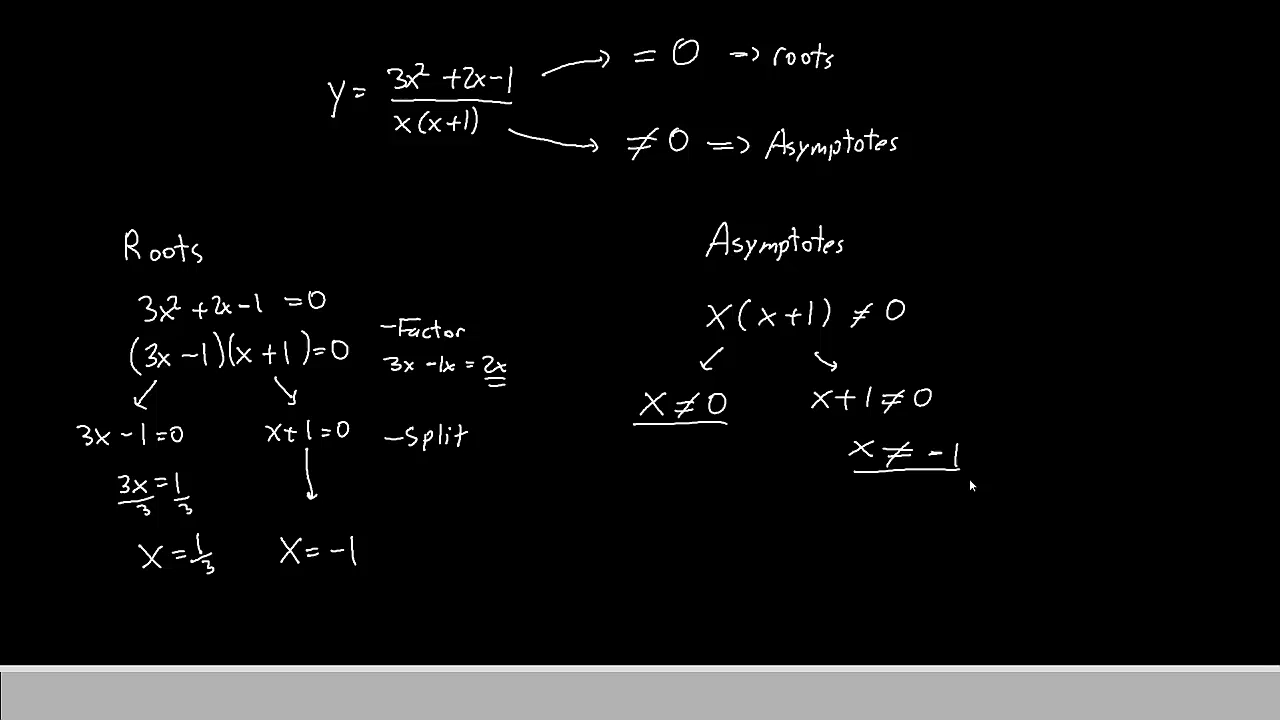 y = (3x² + 2x - 1) / (x(x+1))
= 0 => roots
≠ 0 => Asymptotes
Roots
3x² + 2x - 1 = 0
(3x - 1)(x + 1) = 0
- Factor
3x - 1x = 2x
3x - 1 = 0
x + 1 = 0
- Split
3x/3 = 1/3
x = 1/3
x = -1
Asymptotes
x(x + 1) ≠ 0
x ≠ 0
x + 1 ≠ 0
x ≠ -1